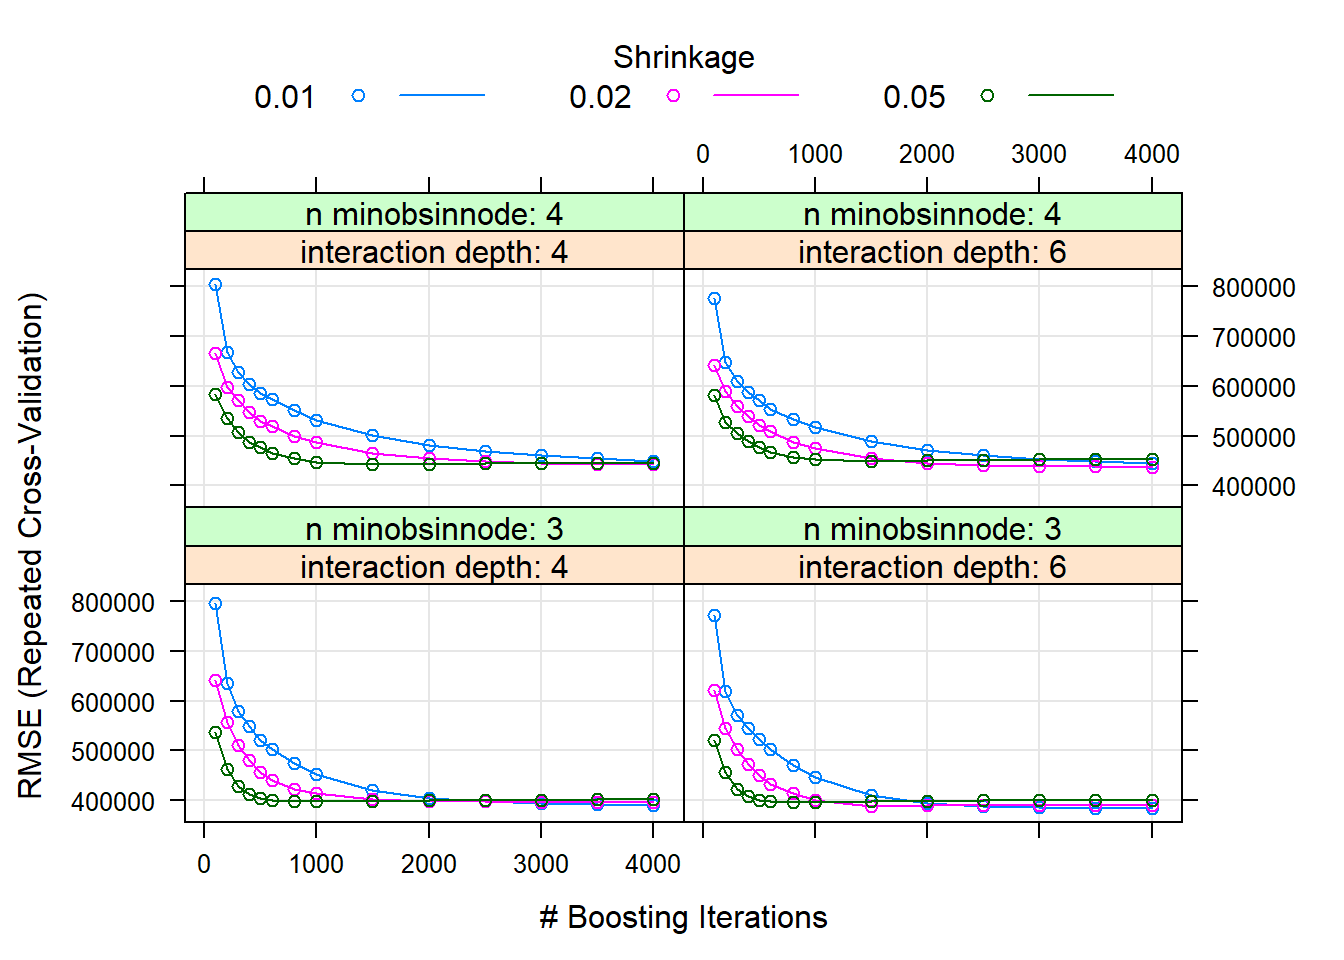 Shrinkage
0.01 0.02 0.05
0 1000 2000 3000 4000
n minobsinnode: 4 n minobsinnode: 4
interaction depth: 4 interaction depth: 6
800000
700000
600000
500000
400000
n minobsinnode: 3 n minobsinnode: 3
interaction depth: 4 interaction depth: 6
800000
700000
600000
500000
400000
RMSE (Repeated Cross-Validation)
0 1000 2000 3000 4000
# Boosting Iterations